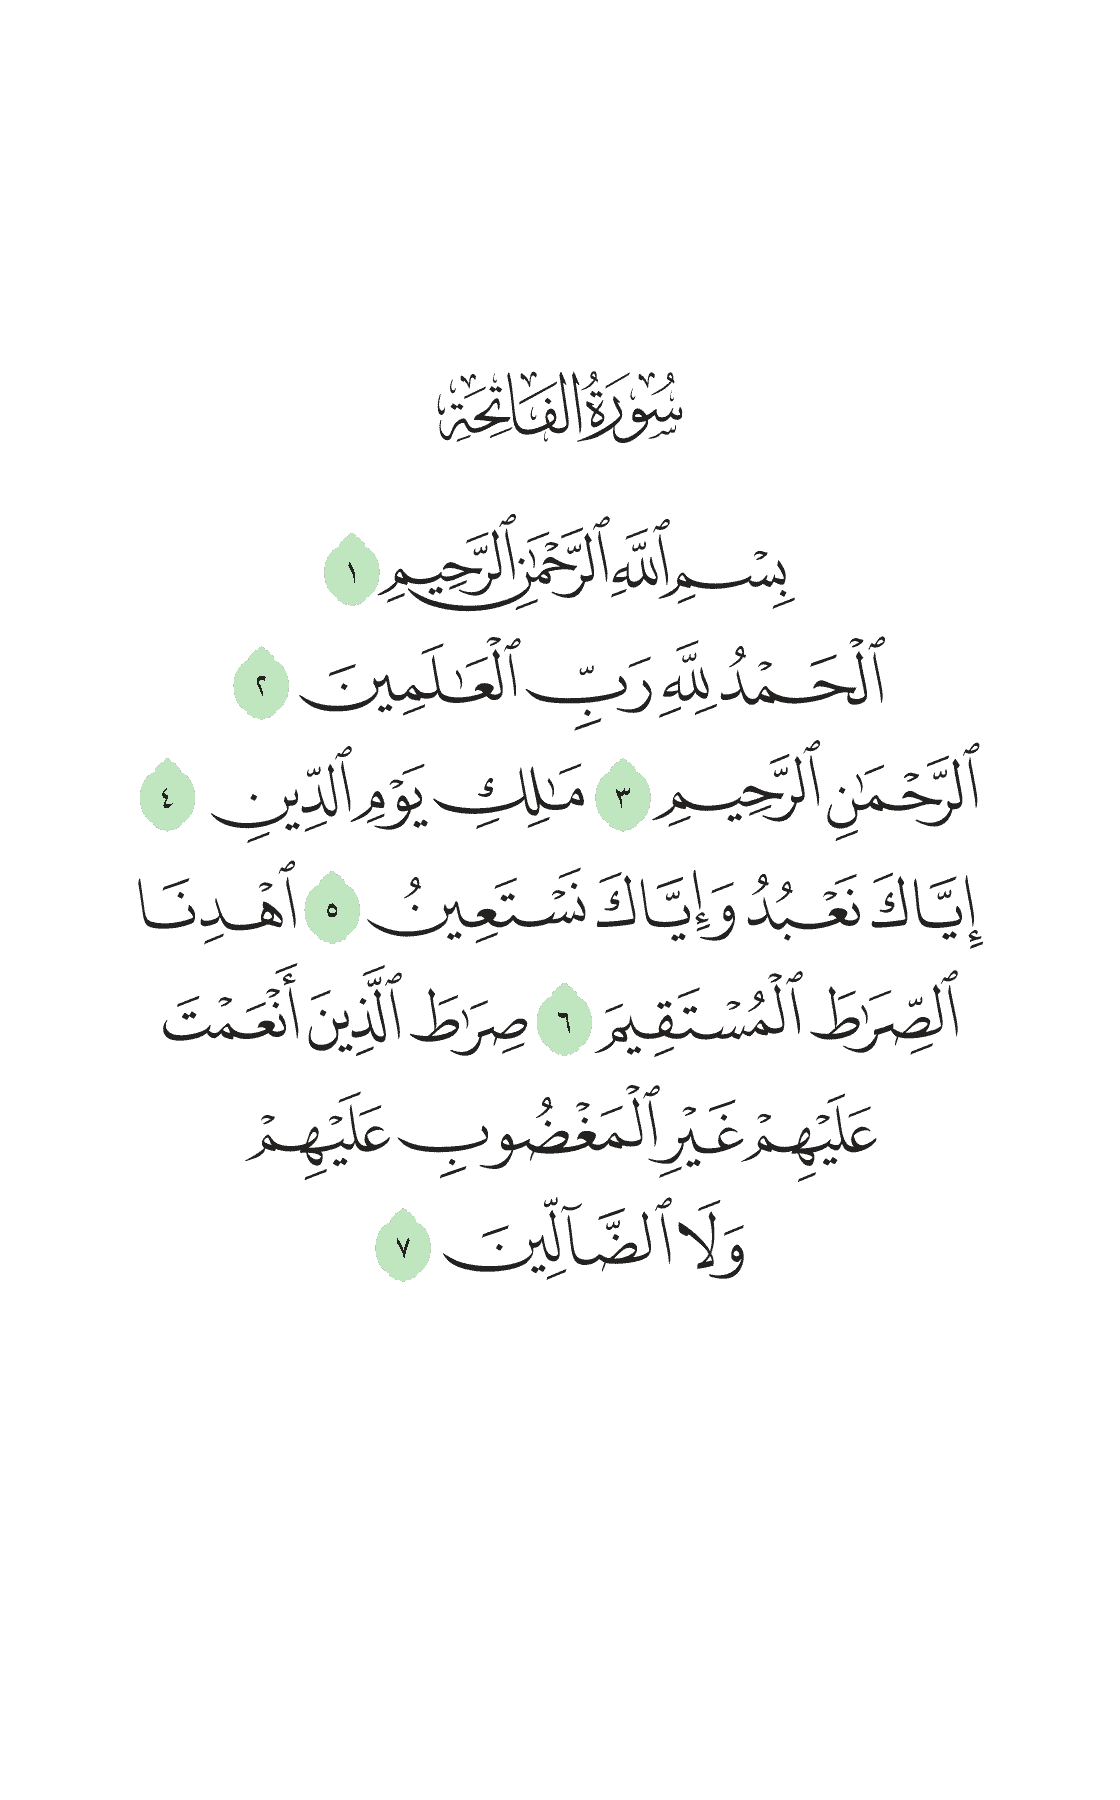 سُورَةُ الفَاتِحَةِ
بِسْمِ ٱللَّهِ ٱلرَّحْمَٰنِ ٱلرَّحِيمِ ١
ٱلْحَمْدُ لِلَّهِ رَبِّ ٱلْعَٰلَمِينَ ٢
ٱلرَّحْمَٰنِ ٱلرَّحِيمِ ٣ مَٰلِكِ يَوْمِ ٱلدِّينِ ٤
إِيَّاكَ نَعْبُدُ وَإِيَّاكَ نَسْتَعِينُ ٥ ٱهْدِنَا
ٱلصِّرَٰطَ ٱلْمُسْتَقِيمَ ٦ صِرَٰطَ ٱلَّذِينَ أَنْعَمْتَ
عَلَيْهِمْ غَيْرِ ٱلْمَغْضُوبِ عَلَيْهِمْ
وَلَا ٱلضَّآلِّينَ ٧